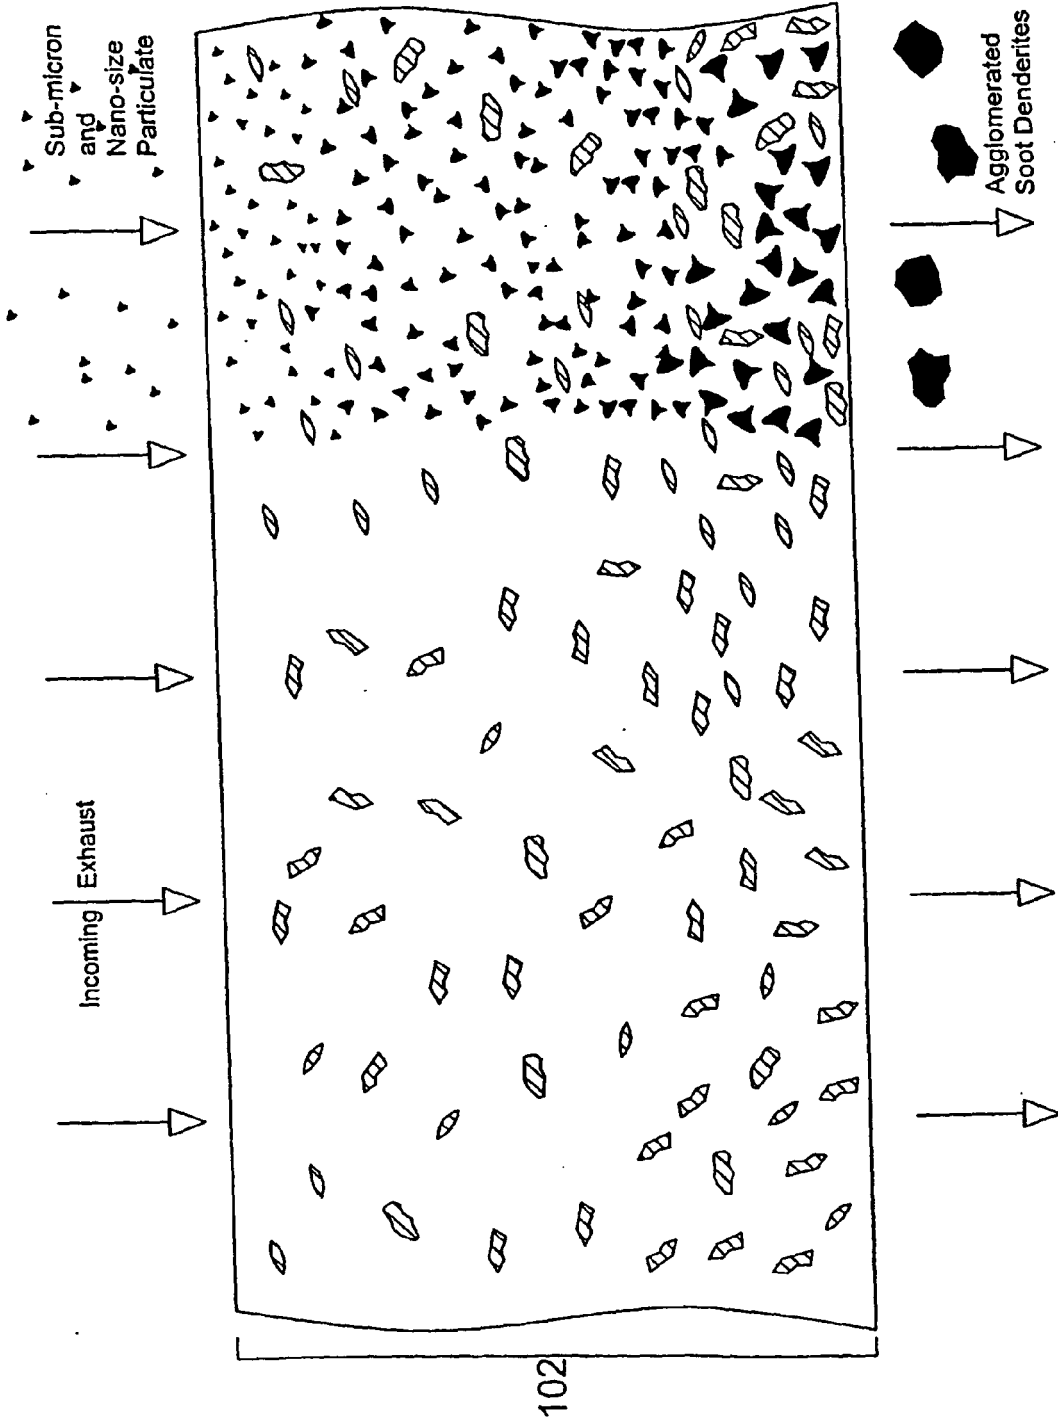 Sub-micron
and
Nano-size
Particulate
Incoming Exhaust
Agglomerated
Soot Denderites
102